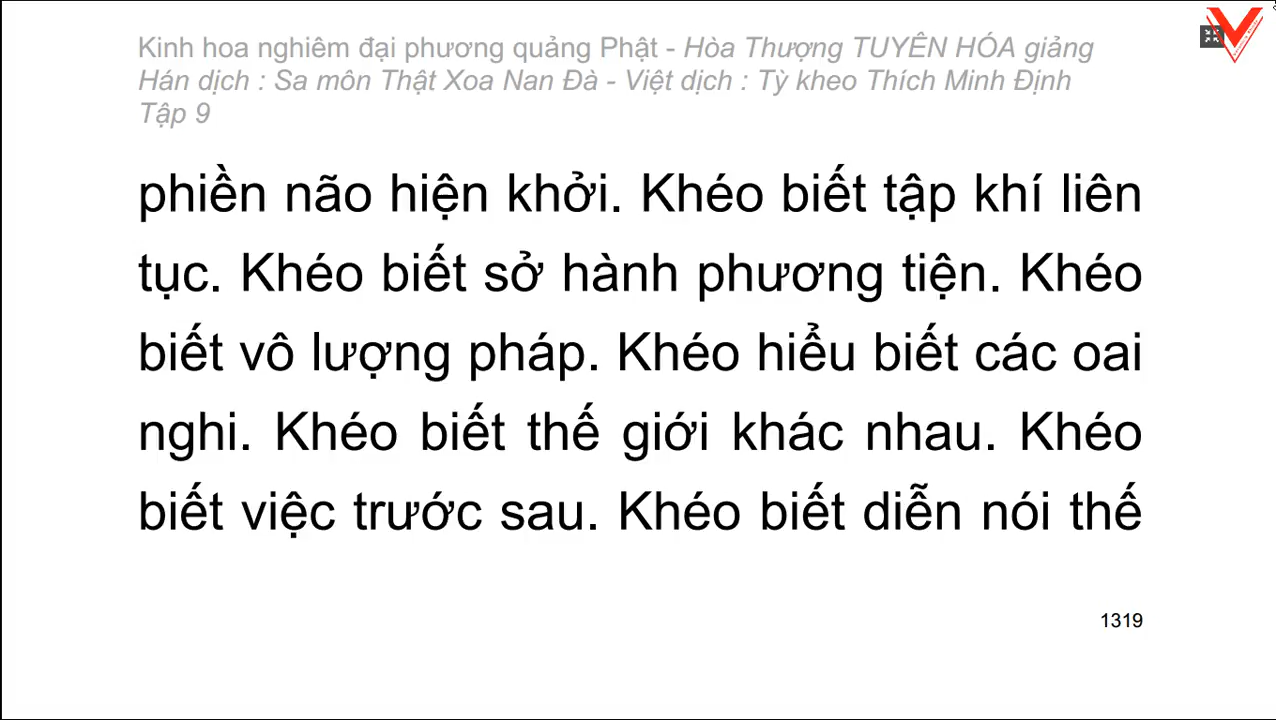 Kinh hoa nghiêm đại phương quảng Phật - Hòa Thượng TUYÊN HÓA giảng
Hán dịch : Sa môn Thật Xoa Nan Đà - Việt dịch : Tỳ kheo Thích Minh Định
Tập 9
phiền não hiện khởi. Khéo biết tập khí liên
tục. Khéo biết sở hành phương tiện. Khéo
biết vô lượng pháp. Khéo hiểu biết các oai
nghi. Khéo biết thế giới khác nhau. Khéo
biết việc trước sau. Khéo biết diễn nói thế
1319